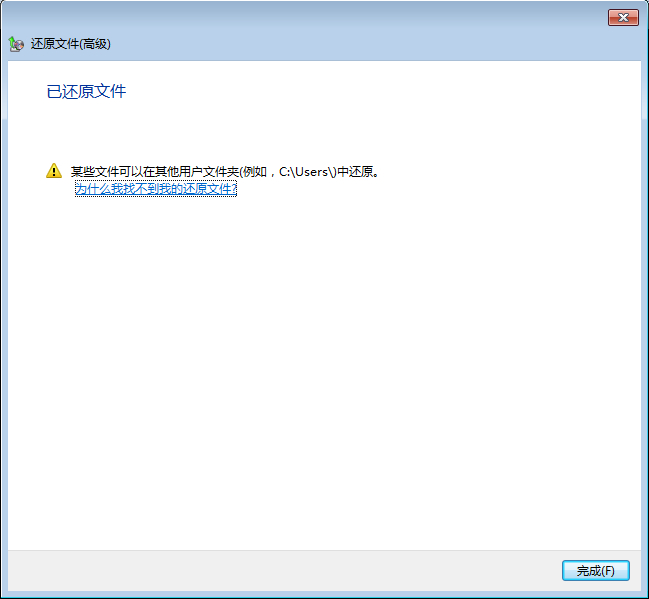 还原文件(高级)
已还原文件
某些文件可以在其他用户文件夹(例如，C:\Users\)中还原。
为什么我找不到我的还原文件?
完成(F)